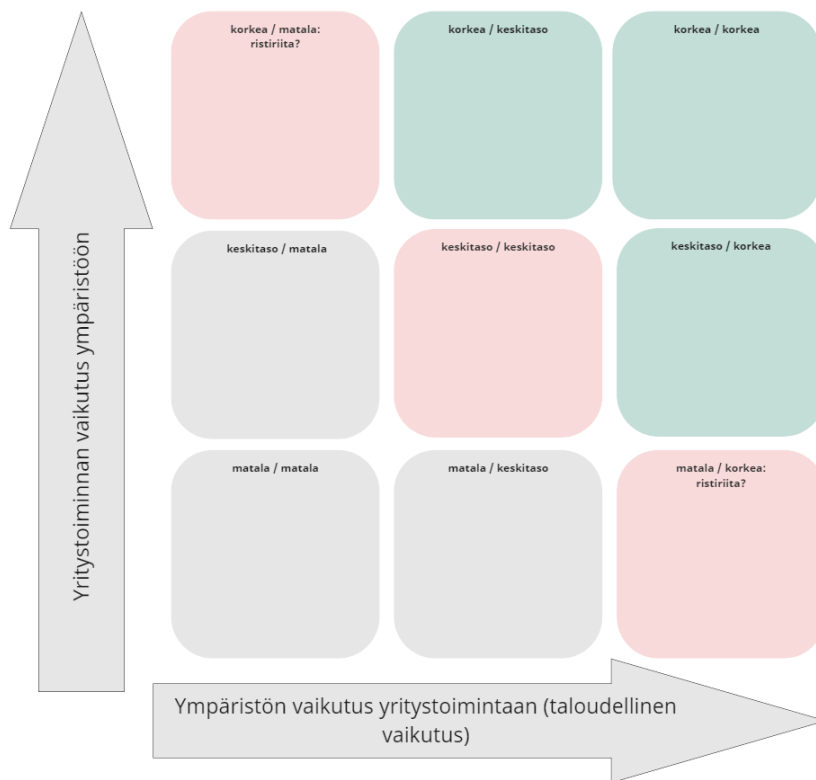 korkea / matala:
ristiriita?
korkea / keskitaso
korkea / korkea
keskitaso / matala
keskitaso / keskitaso
keskitaso / korkea
matala / matala
matala / keskitaso
matala / korkea:
ristiriita?
Yritystoiminnan vaikutus ympäristöön
Ympäristön vaikutus yritystoimintaan (taloudellinen
vaikutus)